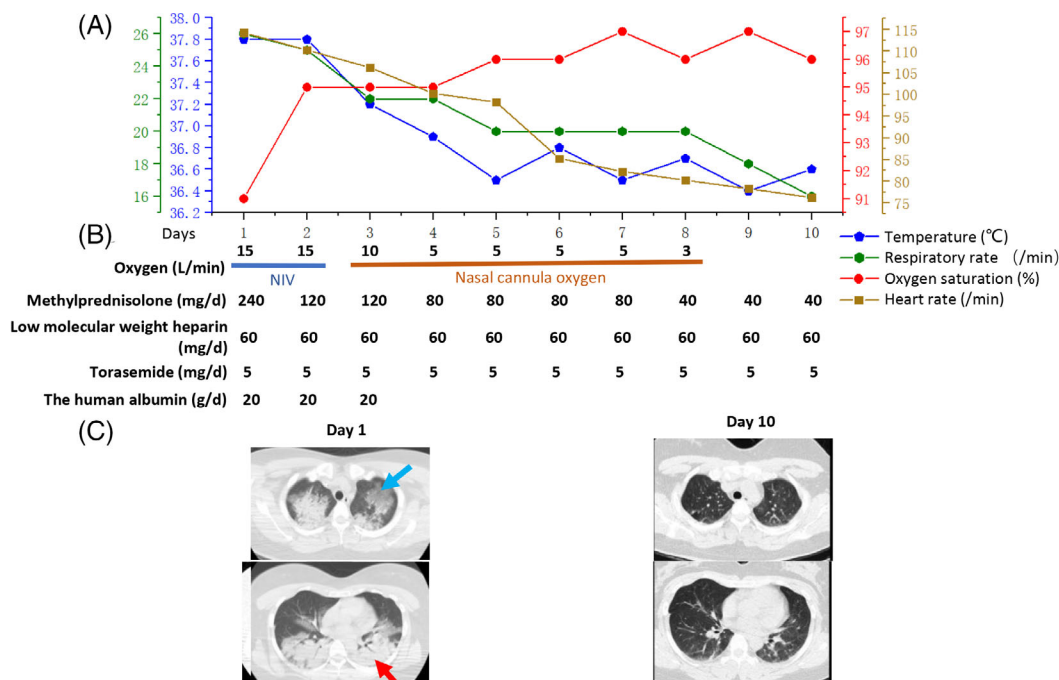 (A)
26
24
22
20
18
16
38.0
37.8
37.6
37.4
37.2
37.0
36.8
36.6
36.4
36.2
97
96
95
94
93
92
91
115
110
105
100
95
90
85
80
75
(B)
Days 1 2 3 4 5 6 7 8 9 10
Oxygen (L/min) 15 15 10 5 5 5 5 3
NIV Nasal cannula oxygen
Temperature (℃)
Respiratory rate (/min)
Oxygen saturation (%)
Heart rate (/min)
Methylprednisolone (mg/d) 240 120 120 80 80 80 80 40 40 40
Low molecular weight heparin
(mg/d) 60 60 60 60 60 60 60 60 60 60
Torasemide (mg/d) 5 5 5 5 5 5 5 5 5 5
The human albumin (g/d) 20 20 20
(C)
Day 1 Day 10